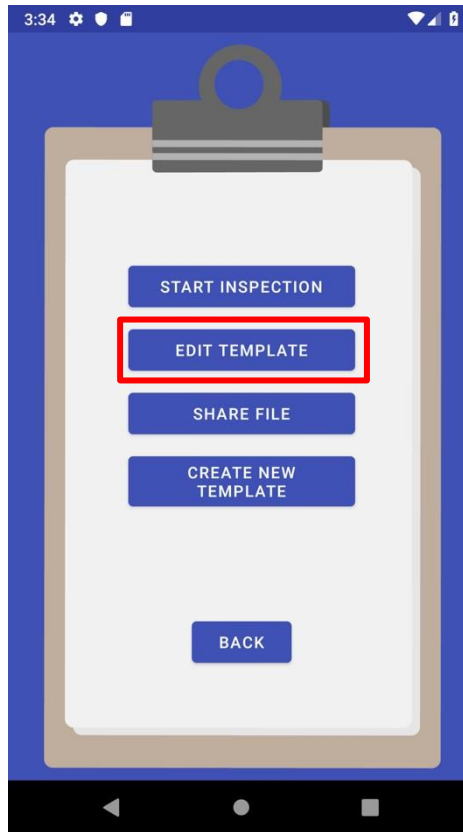 3:34
START INSPECTION
EDIT TEMPLATE
SHARE FILE
CREATE NEW
TEMPLATE
BACK